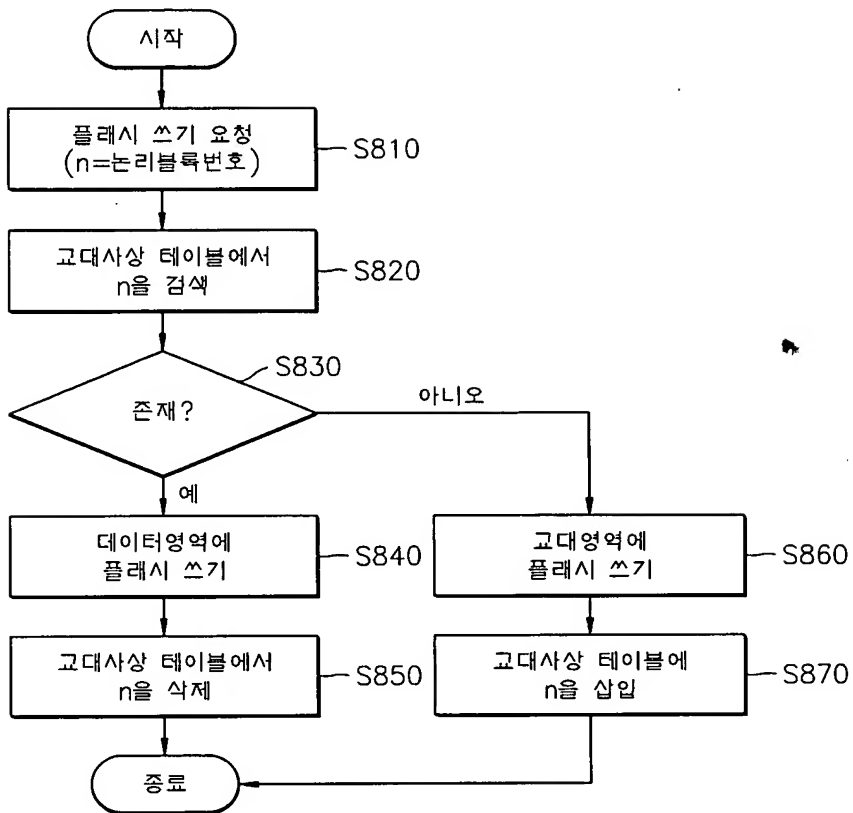 시작
플래시 쓰기 요청
(n=논리블록번호)
S810
교대사상 테이블에서
n을 검색
S820
S830
존재?
아니오
예
데이터영역에
플래시 쓰기
S840
교대영역에
플래시 쓰기
S860
교대사상 테이블에서
n을 삭제
S850
교대사상 테이블에
n을 삽입
S870
종료